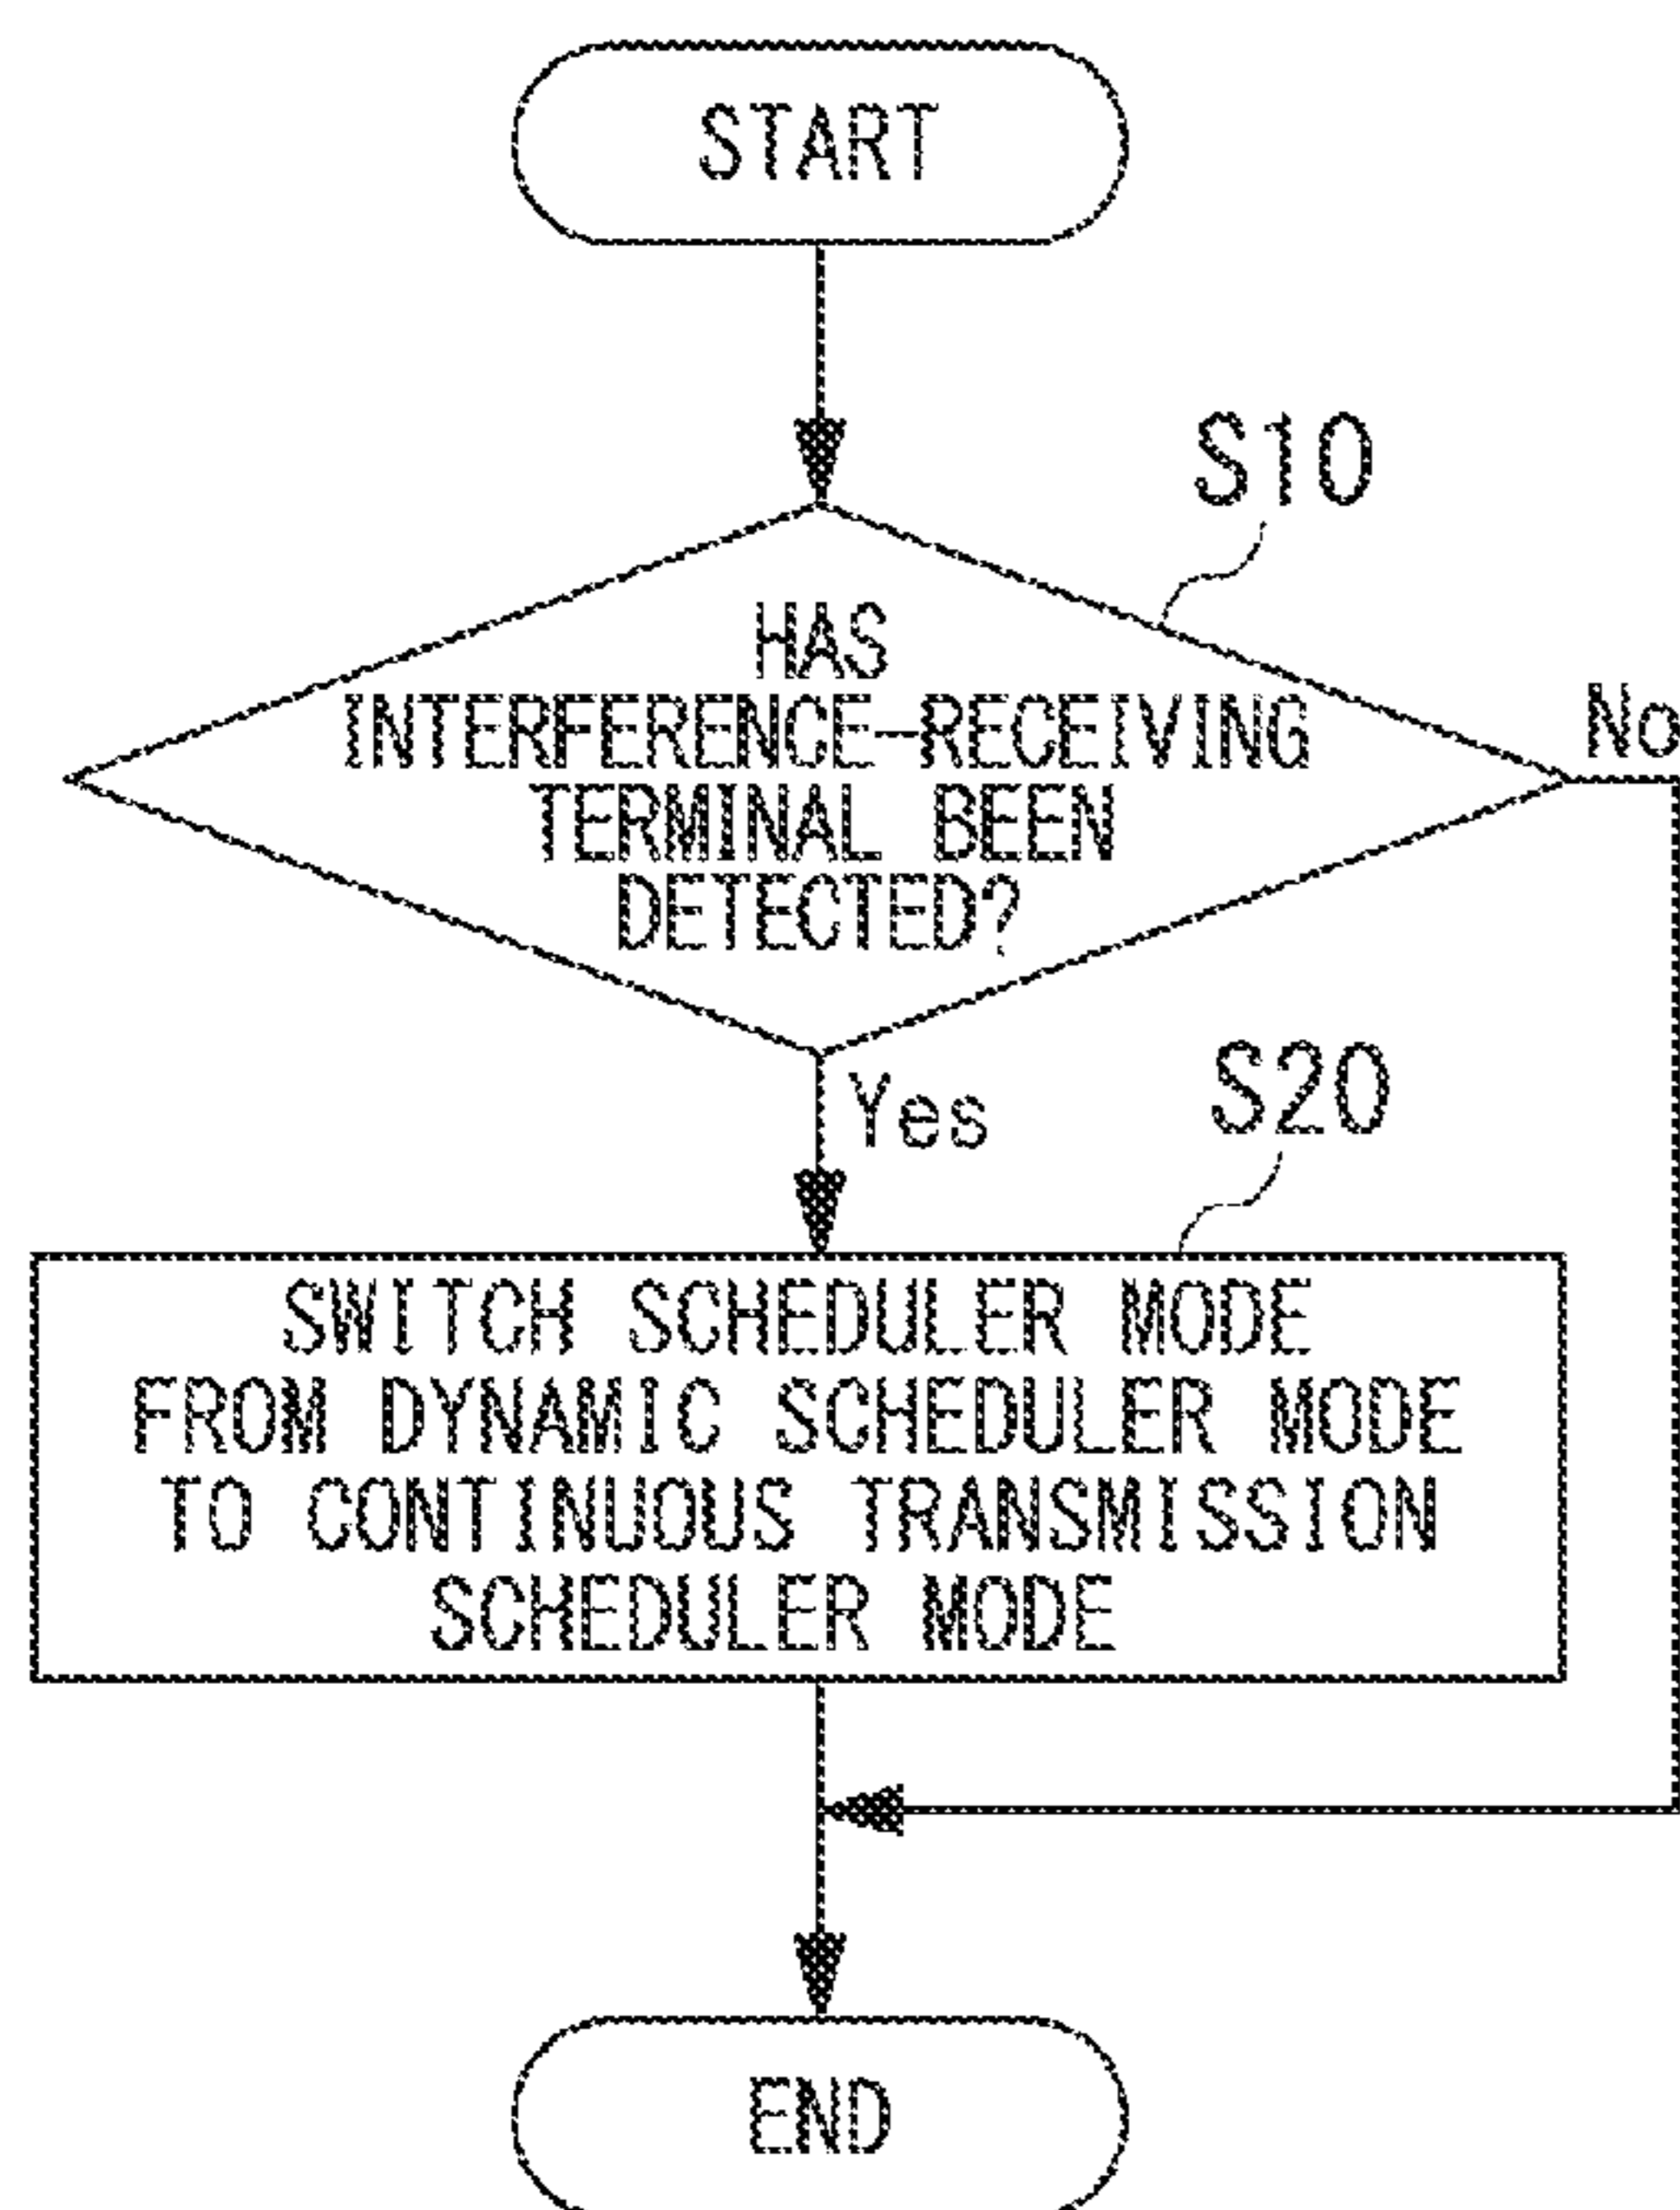 START
S10
HAS
INTERFERENCE-RECEIVING
TERMINAL BEEN
DETECTED?
No
Yes
S20
SWITCH SCHEDULER MODE
FROM DYNAMIC SCHEDULER MODE
TO CONTINUOUS TRANSMISSION
SCHEDULER MODE
END